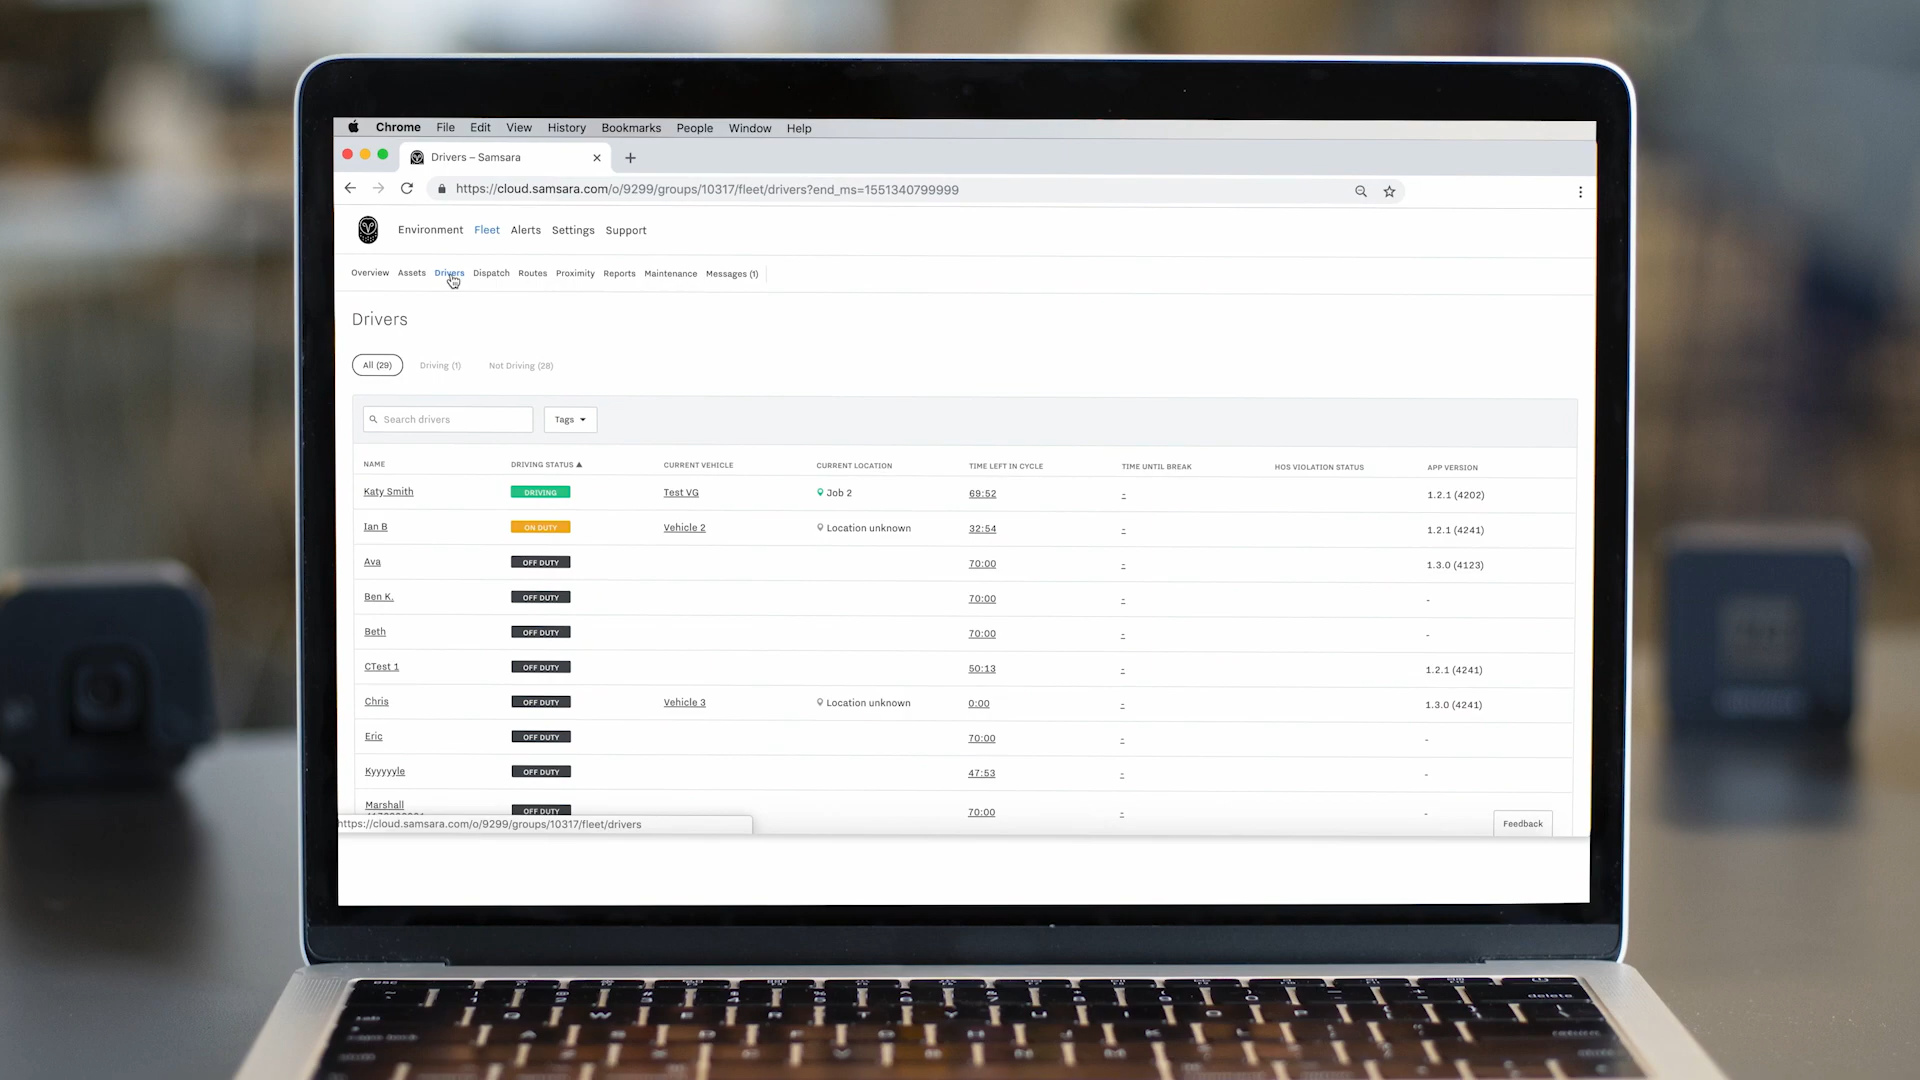 Chrome File Edit View History Bookmarks People Window Help
Drivers – Samsara
https://cloud.samsara.com/o/9299/groups/10317/fleet/drivers?end_ms=1551340799999
Environment Fleet Alerts Settings Support
Overview Assets Drivers Dispatch Routes Proximity Reports Maintenance Messages (1)
Drivers
All (29) Driving (1) Not Driving (28)
Search drivers Tags
NAME DRIVING STATUS ▲ CURRENT VEHICLE CURRENT LOCATION TIME LEFT IN CYCLE TIME UNTIL BREAK HOS VIOLATION STATUS APP VERSION
Katy Smith DRIVING Test VG Job 2 69:52 - 1.2.1 (4202)
Ian B ON DUTY Vehicle 2 Location unknown 32:54 - 1.2.1 (4241)
Ava OFF DUTY 70:00 - 1.3.0 (4123)
Ben K. OFF DUTY 70:00 - -
Beth OFF DUTY 70:00 - -
CTest 1 OFF DUTY 50:13 - 1.2.1 (4241)
Chris OFF DUTY Vehicle 3 Location unknown 0:00 - 1.3.0 (4241)
Eric OFF DUTY 70:00 - -
Kyyyyyle OFF DUTY 47:53 - -
Marshall OFF DUTY 70:00 - -
https://cloud.samsara.com/o/9299/groups/10317/fleet/drivers
Feedback
delete